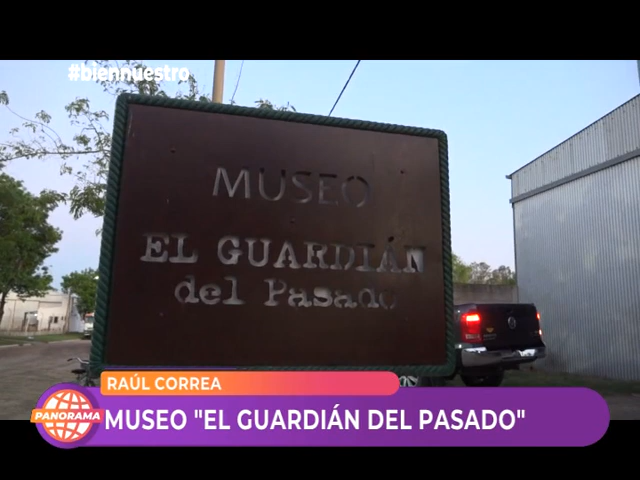 #biennuestro
MUSEO
EL GUARDIÁN
del Pasado
RAÚL CORREA
PANORAMA
MUSEO "EL GUARDIÁN DEL PASADO"